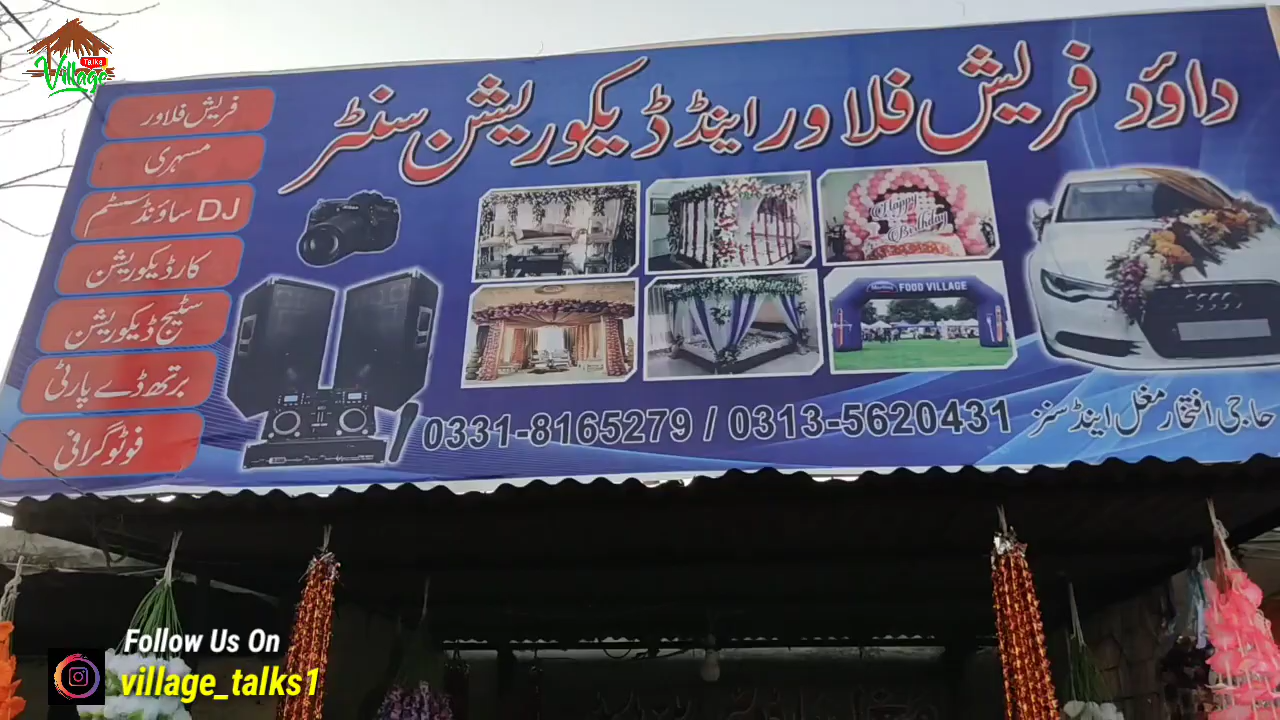 Village Talks
داؤد فریش فلاور اینڈ ڈیکوریشن سنٹر
فریش فلاور
مسہری
DJ ساؤنڈ سسٹم
کار ڈیکوریشن
سٹیج ڈیکوریشن
برتھ ڈے پارٹی
فوٹو گرافی
Happy Birthday
FOOD VILLAGE
0331-8165279 / 0313-5620431
حاجی افتخار مغل اینڈ سنز
Follow Us On
village_talks1